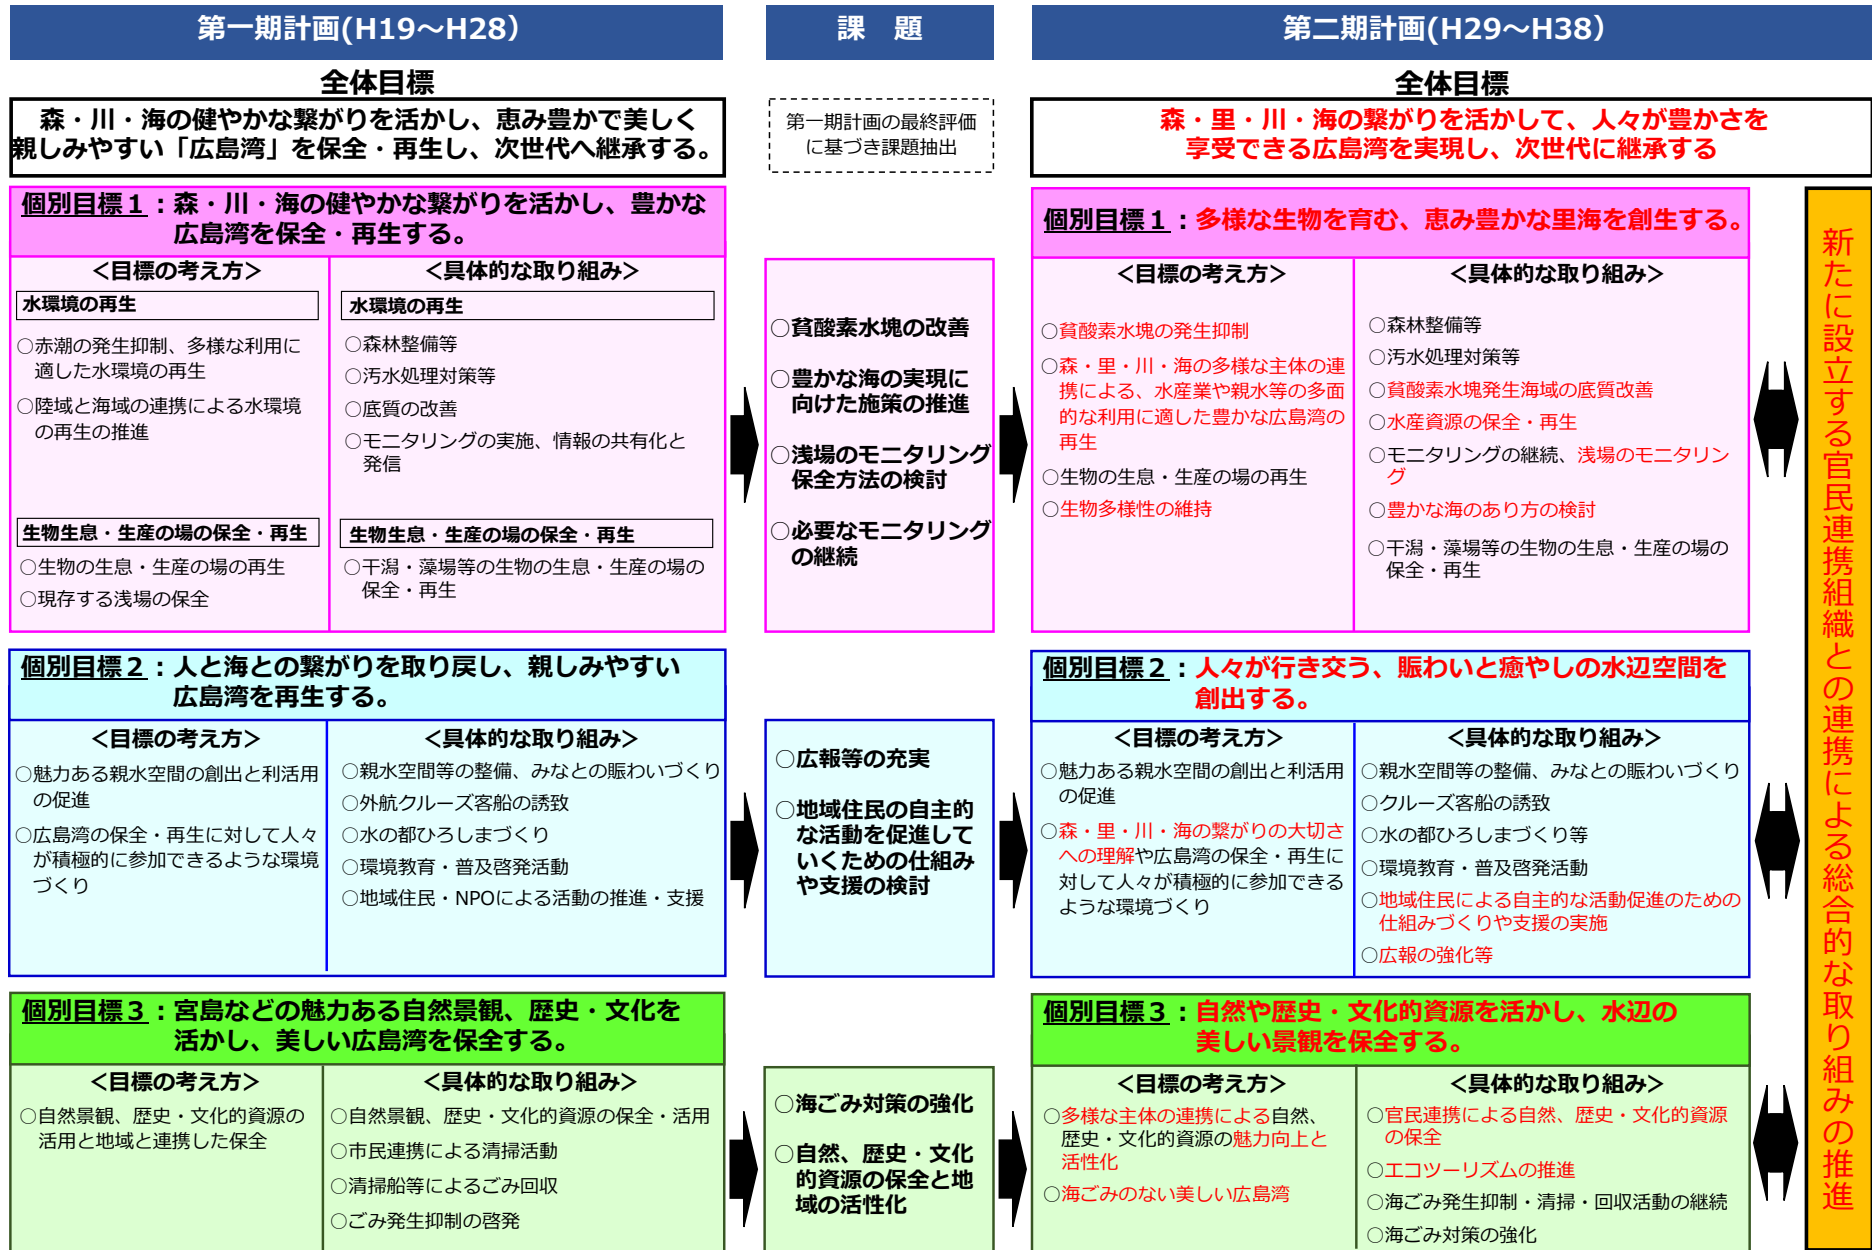 第一期計画(H19～H28)
全体目標
森・川・海の健やかな繋がりを活かし、恵み豊かで美しく
親しみやすい「広島湾」を保全・再生し、次世代へ継承する。
個別目標１：森・川・海の健やかな繋がりを活かし、豊かな
広島湾を保全・再生する。
＜目標の考え方＞
水環境の再生
○赤潮の発生抑制、多様な利用に
適した水環境の再生
○陸域と海域の連携による水環境
の再生の推進
生物生息・生産の場の保全・再生
○生物の生息・生産の場の再生
○現存する浅場の保全
＜具体的な取り組み＞
水環境の再生
○森林整備等
○汚水処理対策等
○底質の改善
○モニタリングの実施、情報の共有化と
発信
生物生息・生産の場の保全・再生
○干潟・藻場等の生物の生息・生産の場の
保全・再生
個別目標２：人と海との繋がりを取り戻し、親しみやすい
広島湾を再生する。
＜目標の考え方＞
○魅力ある親水空間の創出と利活用
の促進
○広島湾の保全・再生に対して人々
が積極的に参加できるような環境
づくり
＜具体的な取り組み＞
○親水空間等の整備、みなとの賑わいづくり
○外航クルーズ客船の誘致
○水の都ひろしまづくり
○環境教育・普及啓発活動
○地域住民・NPOによる活動の推進・支援
個別目標３：宮島などの魅力ある自然景観、歴史・文化を
活かし、美しい広島湾を保全する。
＜目標の考え方＞
○自然景観、歴史・文化的資源の
活用と地域と連携した保全
＜具体的な取り組み＞
○自然景観、歴史・文化的資源の保全・活用
○市民連携による清掃活動
○清掃船等によるごみ回収
○ごみ発生抑制の啓発
課　題
第一期計画の最終評価
に基づき課題抽出
○貧酸素水塊の改善
○豊かな海の実現に
向けた施策の推進
○浅場のモニタリング
保全方法の検討
○必要なモニタリング
の継続
○広報等の充実
○地域住民の自主的
な活動を促進して
いくための仕組み
や支援の検討
○海ごみ対策の強化
○自然、歴史・文化
的資源の保全と地
域の活性化
第二期計画(H29～H38)
全体目標
森・里・川・海の繋がりを活かして、人々が豊かさを
享受できる広島湾を実現し、次世代に継承する
個別目標１：多様な生物を育む、恵み豊かな里海を創生する。
＜目標の考え方＞
○貧酸素水塊の発生抑制
○森・里・川・海の多様な主体の連
携による、水産業や親水等の多面
的な利用に適した豊かな広島湾の
再生
○生物の生息・生産の場の再生
○生物多様性の維持
＜具体的な取り組み＞
○森林整備等
○汚水処理対策等
○貧酸素水塊発生海域の底質改善
○水産資源の保全・再生
○モニタリングの継続、浅場のモニタリン
グ
○豊かな海のあり方の検討
○干潟・藻場等の生物の生息・生産の場の
保全・再生
個別目標２：人々が行き交う、賑わいと癒やしの水辺空間を
創出する。
＜目標の考え方＞
○魅力ある親水空間の創出と利活用
の促進
○森・里・川・海の繋がりの大切さ
への理解や広島湾の保全・再生に
対して人々が積極的に参加できる
ような環境づくり
＜具体的な取り組み＞
○親水空間等の整備、みなとの賑わいづくり
○クルーズ客船の誘致
○水の都ひろしまづくり等
○環境教育・普及啓発活動
○地域住民による自主的な活動促進のための
仕組みづくりや支援の実施
○広報の強化等
個別目標３：自然や歴史・文化的資源を活かし、水辺の
美しい景観を保全する。
＜目標の考え方＞
○多様な主体の連携による自然、
歴史・文化的資源の魅力向上と
活性化
○海ごみのない美しい広島湾
＜具体的な取り組み＞
○官民連携による自然、歴史・文化的資源
の保全
○エコツーリズムの推進
○海ごみ発生抑制・清掃・回収活動の継続
○海ごみ対策の強化
新たに設立する官民連携組織との連携による総合的な取り組みの推進